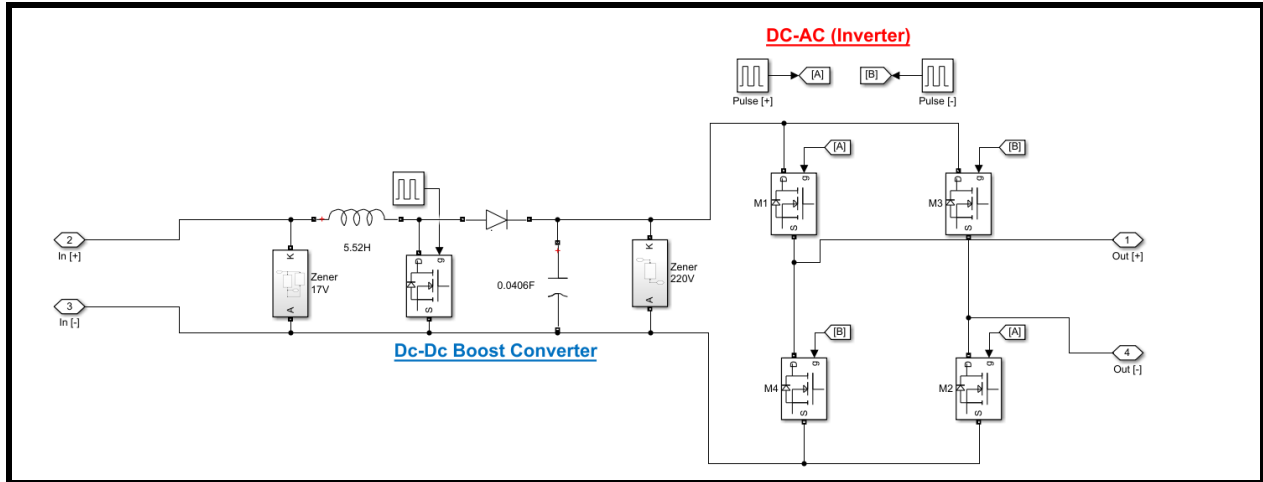 DC-AC (Inverter)
[A]
[B]
Pulse [+]
Pulse [-]
[A]
[B]
D
g
M1
S
D
g
M3
S
2
In [+]
5.52H
K
Zener
17V
A
D
g
S
0.0406F
K
Zener
220V
A
1
Out [+]
3
In [-]
Dc-Dc Boost Converter
[B]
[A]
D
g
M4
S
D
g
M2
S
4
Out [-]